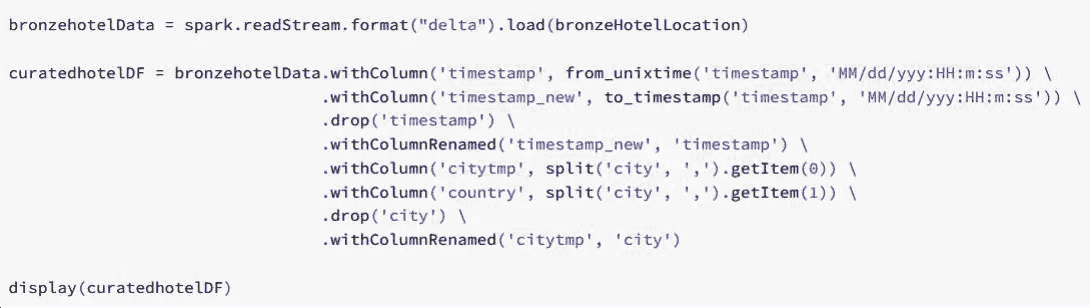 bronzehotelData = spark.readStream.format("delta").load(bronzeHotelLocation)
curatedhotelDF = bronzehotelData.withColumn('timestamp', from_unixtime('timestamp', 'MM/dd/yyy:HH:m:ss')) \
.withColumn('timestamp_new', to_timestamp('timestamp', 'MM/dd/yyy:HH:m:ss')) \
.drop('timestamp') \
.withColumnRenamed('timestamp_new', 'timestamp') \
.withColumn('citytmp', split('city', ',').getItem(0)) \
.withColumn('country', split('city', ',').getItem(1)) \
.drop('city') \
.withColumnRenamed('citytmp', 'city')
display(curatedhotelDF)